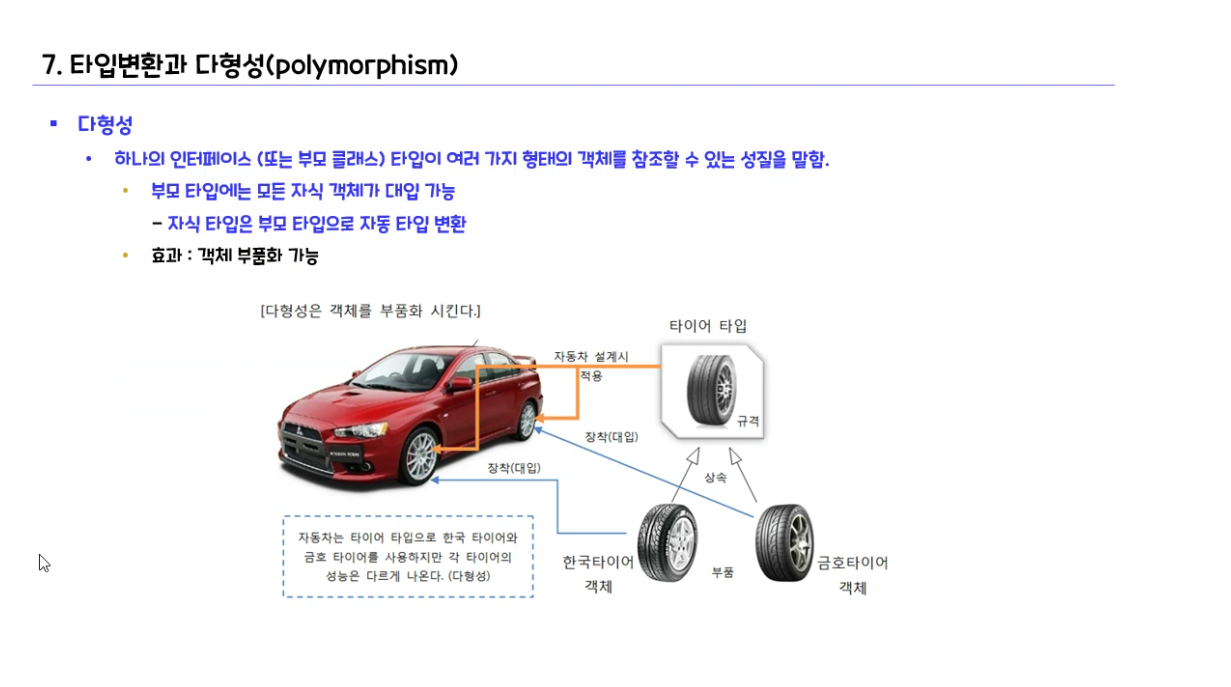 7. 타입변환과 다형성(polymorphism)
다형성
하나의 인터페이스 (또는 부모 클래스) 타입이 여러 가지 형태의 객체를 참조할 수 있는 성질을 말함.
부모 타입에는 모든 자식 객체가 대입 가능
– 자식 타입은 부모 타입으로 자동 타입 변환
효과 : 객체 부품화 가능
[다형성은 객체를 부품화 시킨다.]
타이어 타입
자동차 설계시
적용
규격
장착(대입)
장착(대입)
상속
자동차는 타이어 타입으로 한국 타이어와
금호 타이어를 사용하지만 각 타이어의
성능은 다르게 나온다. (다형성)
한국타이어
객체
부품
금호타이어
객체